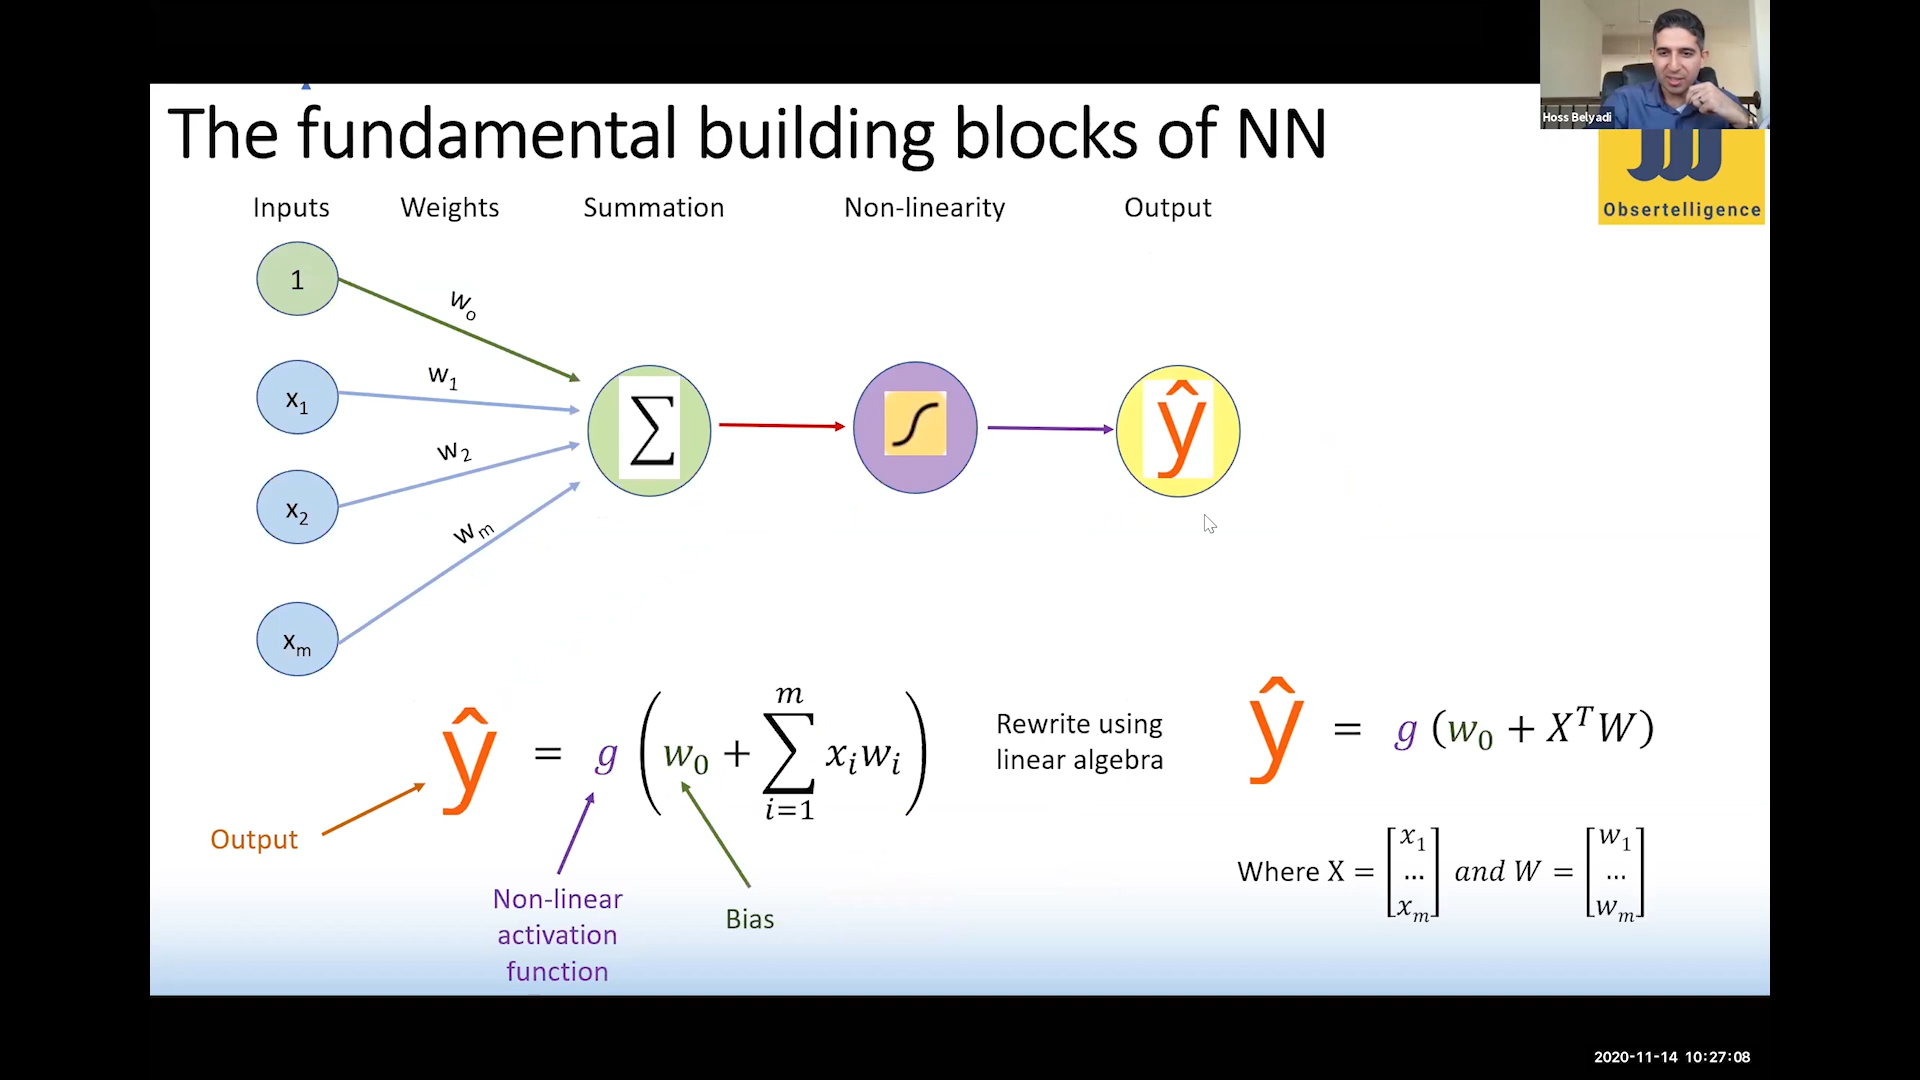 Hoss Belyadi
The fundamental building blocks of NN
Obsertelligence
Inputs Weights Summation Non-linearity Output
1
wo
x1
w1
x2
w2
xm
wm
∑
ŷ
ŷ = g (w0 + ∑_{i=1}^{m} xiwi)
Rewrite using
linear algebra
ŷ = g (w0 + X^T W)
Output
Non-linear
activation
function
Bias
Where X = [x1 ... xm] and W = [w1 ... wm]
2020-11-14 10:27:08